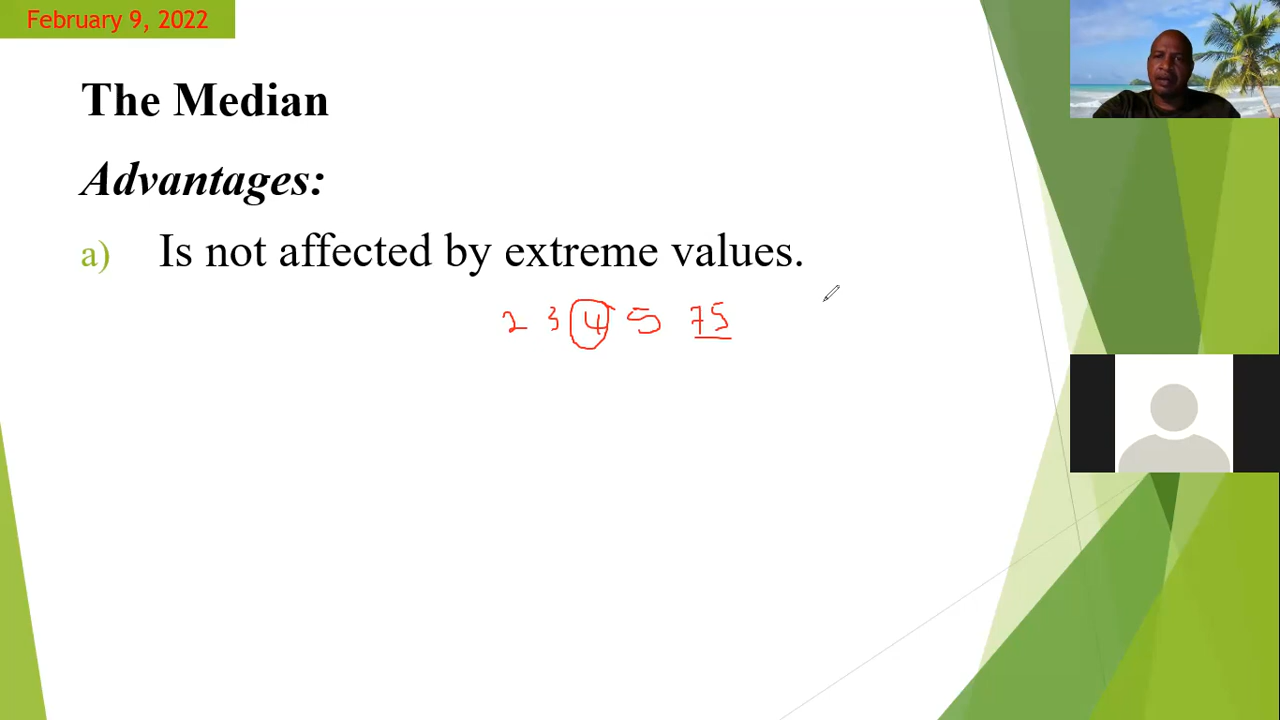 February 9, 2022
The Median
Advantages:
a) Is not affected by extreme values.
2 3 4 5 75